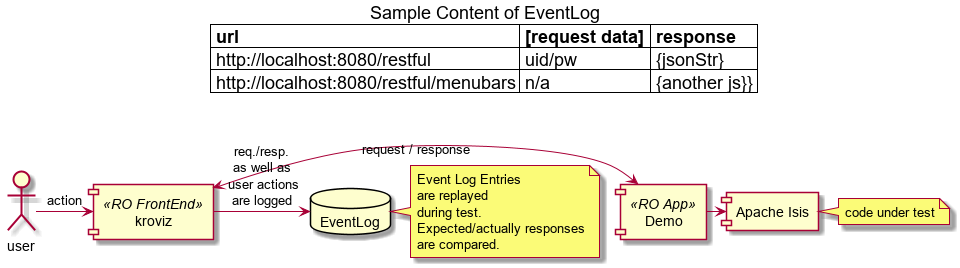 Sample Content of EventLog
url [request data] response
http://localhost:8080/restful uid/pw {jsonStr}
http://localhost:8080/restful/menubars n/a {another js}}
user
action
«RO FrontEnd»
kroviz
req./resp.
as well as
user actions
are logged
request / response
EventLog
Event Log Entries
are replayed
during test.
Expected/actually responses
are compared.
«RO App»
Demo
Apache Isis
code under test